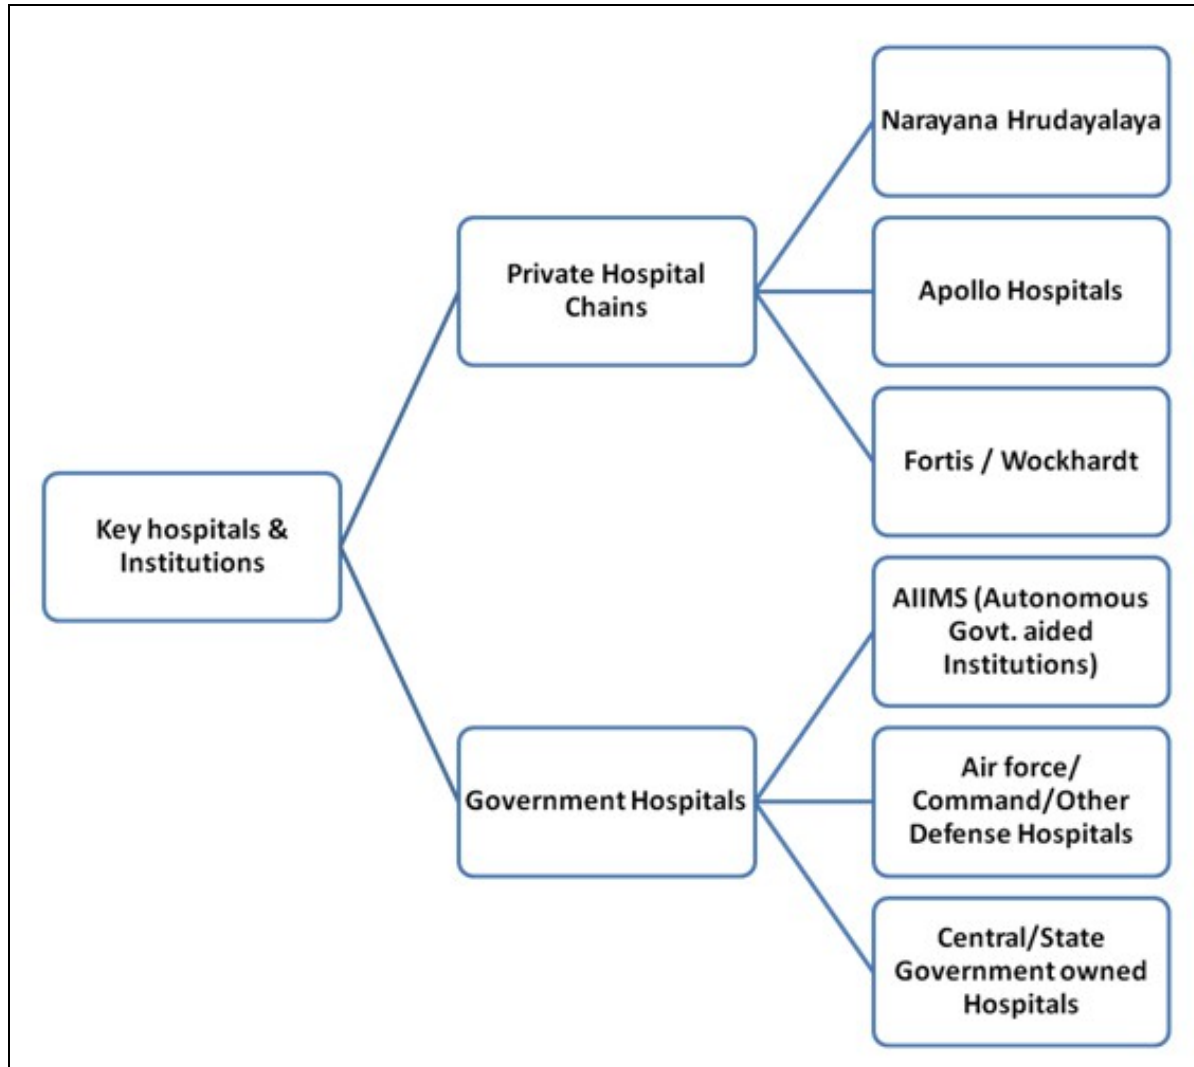 Key hospitals &
Institutions
Private Hospital
Chains
Narayana Hrudayalaya
Apollo Hospitals
Fortis / Wockhardt
Government Hospitals
AIIMS (Autonomous
Govt. aided
Institutions)
Air force/
Command/Other
Defense Hospitals
Central/State
Government owned
Hospitals